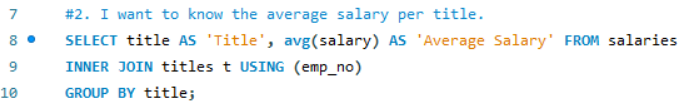 7 #2. I want to know the average salary per title.
8 SELECT title AS 'Title', avg(salary) AS 'Average Salary' FROM salaries
9 INNER JOIN titles t USING (emp_no)
10 GROUP BY title;